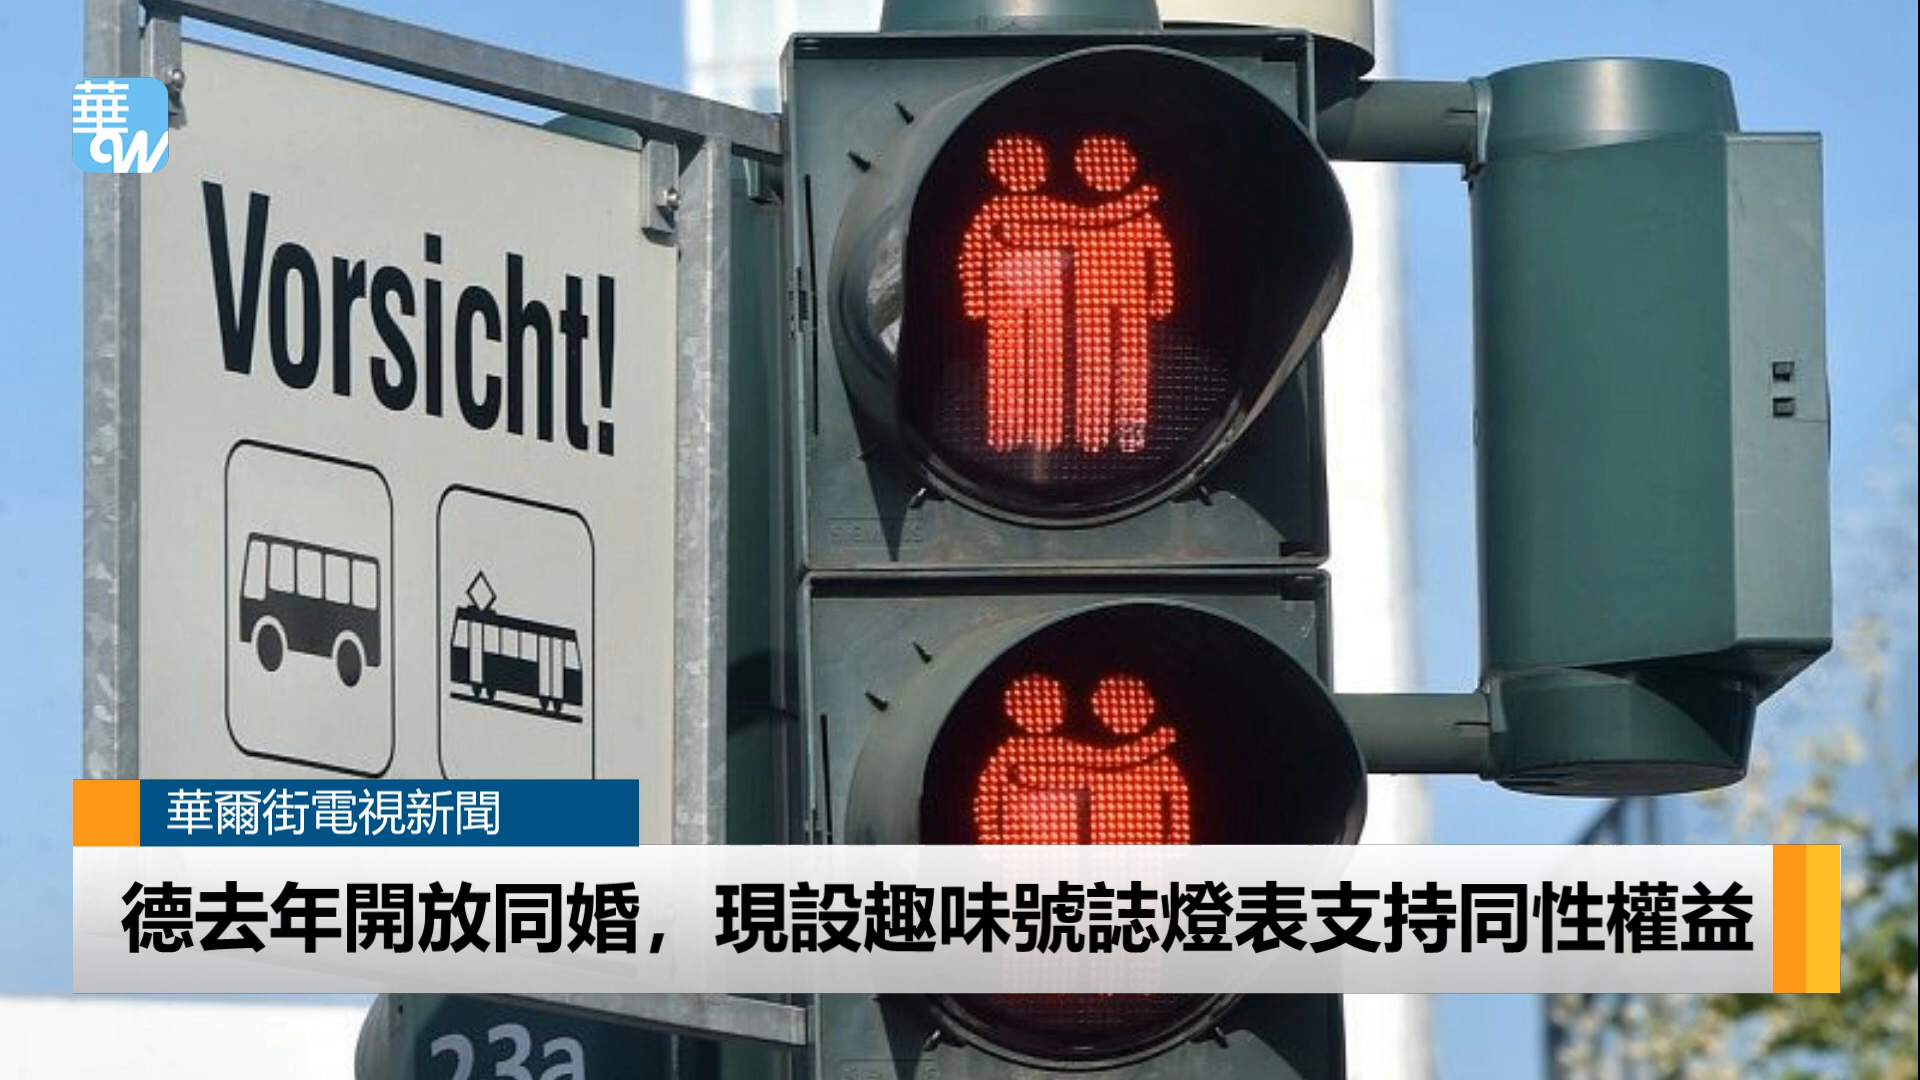 華
W
Vorsicht!
SIEMENS
華爾街電視新聞
德去年開放同婚，現設趣味號誌燈表支持同性權益
23a